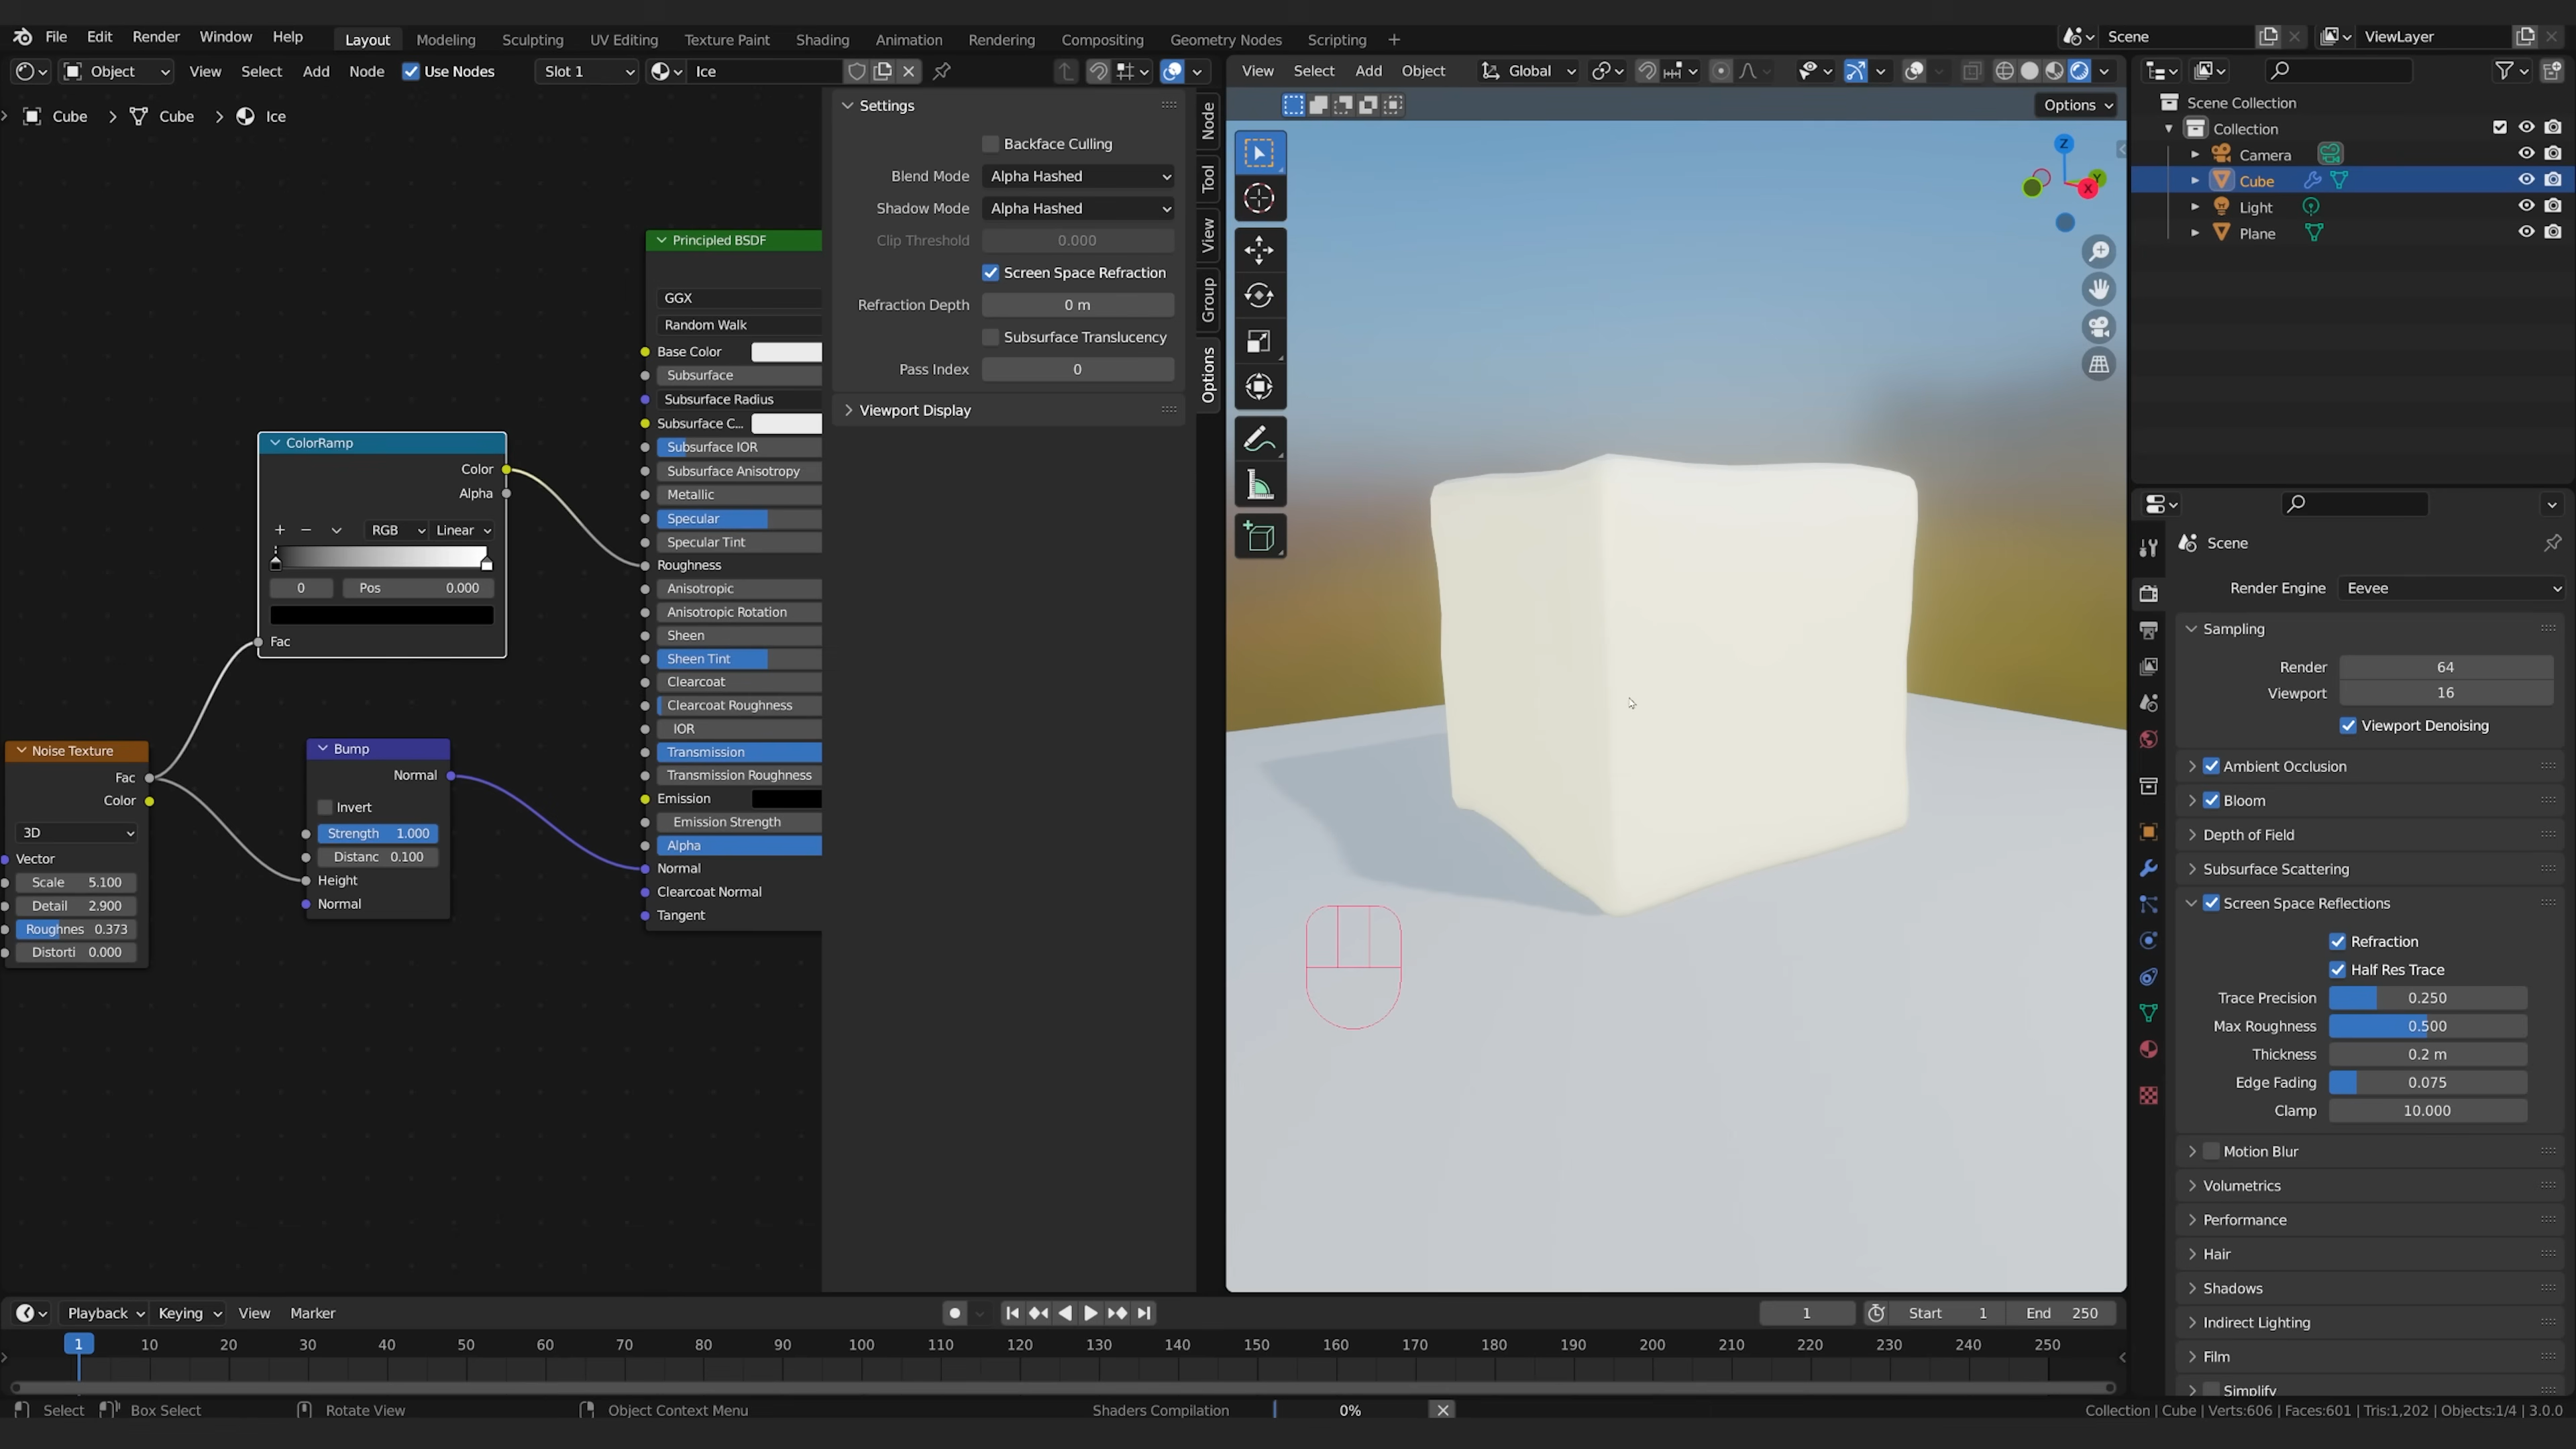 File Edit Render Window Help Layout Modeling Sculpting UV Editing Texture Paint Shading Animation Rendering Compositing Geometry Nodes Scripting + Scene ViewLayer
Object View Select Add Node Use Nodes Slot 1 Ice
View Select Add Object Global
Options
Cube > Cube > Ice
Settings
Backface Culling
Blend Mode Alpha Hashed
Shadow Mode Alpha Hashed
Clip Threshold 0.000
Screen Space Refraction
Refraction Depth 0 m
Subsurface Translucency
Pass Index 0
Viewport Display
Node
Tool
View
Group
Options
Principled BSDF
GGX
Random Walk
Base Color
Subsurface
Subsurface Radius
Subsurface C...
Subsurface IOR
Subsurface Anisotropy
Metallic
Specular
Specular Tint
Roughness
Anisotropic
Anisotropic Rotation
Sheen
Sheen Tint
Clearcoat
Clearcoat Roughness
IOR
Transmission
Transmission Roughness
Emission
Emission Strength
Alpha
Normal
Clearcoat Normal
Tangent
ColorRamp
Color
Alpha
+ − RGB Linear
0 Pos 0.000
Fac
Noise Texture
Fac
Color
3D
Vector
Scale 5.100
Detail 2.900
Roughnes 0.373
Distorti 0.000
Bump
Normal
Invert
Strength 1.000
Distanc 0.100
Height
Normal
Z
Y
X
Scene Collection
Collection
Camera
Cube
Light
Plane
Scene
Render Engine Eevee
Sampling
Render 64
Viewport 16
Viewport Denoising
Ambient Occlusion
Bloom
Depth of Field
Subsurface Scattering
Screen Space Reflections
Refraction
Half Res Trace
Trace Precision 0.250
Max Roughness 0.500
Thickness 0.2 m
Edge Fading 0.075
Clamp 10.000
Motion Blur
Volumetrics
Performance
Hair
Shadows
Indirect Lighting
Film
Simplify
Playback Keying View Marker 1 Start 1 End 250
1 10 20 30 40 50 60 70 80 90 100 110 120 130 140 150 160 170 180 190 200 210 220 230 240 250
Select Box Select Rotate View Object Context Menu Shaders Compilation 0% Collection | Cube | Verts:606 | Faces:601 | Tris:1,202 | Objects:1/4 | 3.0.0